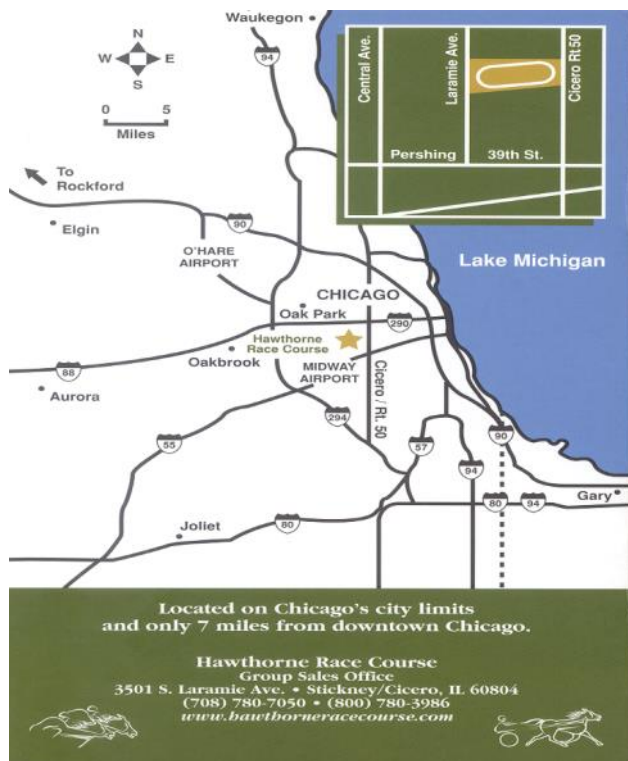 Waukegon
N
W E
S
94
0 5
Miles
Central Ave.
Laramie Ave.
Cicero Rt 50
Pershing
39th St.
To
Rockford
Elgin
90
O'HARE
AIRPORT
Lake Michigan
CHICAGO
Oak Park
290
Hawthorne
Race Course
Oakbrook
MIDWAY
AIRPORT
88
Aurora
Cicero / Rt. 50
294
55
57
90
94
Gary
80
94
Joliet
80
Located on Chicago's city limits
and only 7 miles from downtown Chicago.
Hawthorne Race Course
Group Sales Office
3501 S. Laramie Ave. • Stickney/Cicero, IL 60804
(708) 780-7050 • (800) 780-3986
www.hawthorneracecourse.com